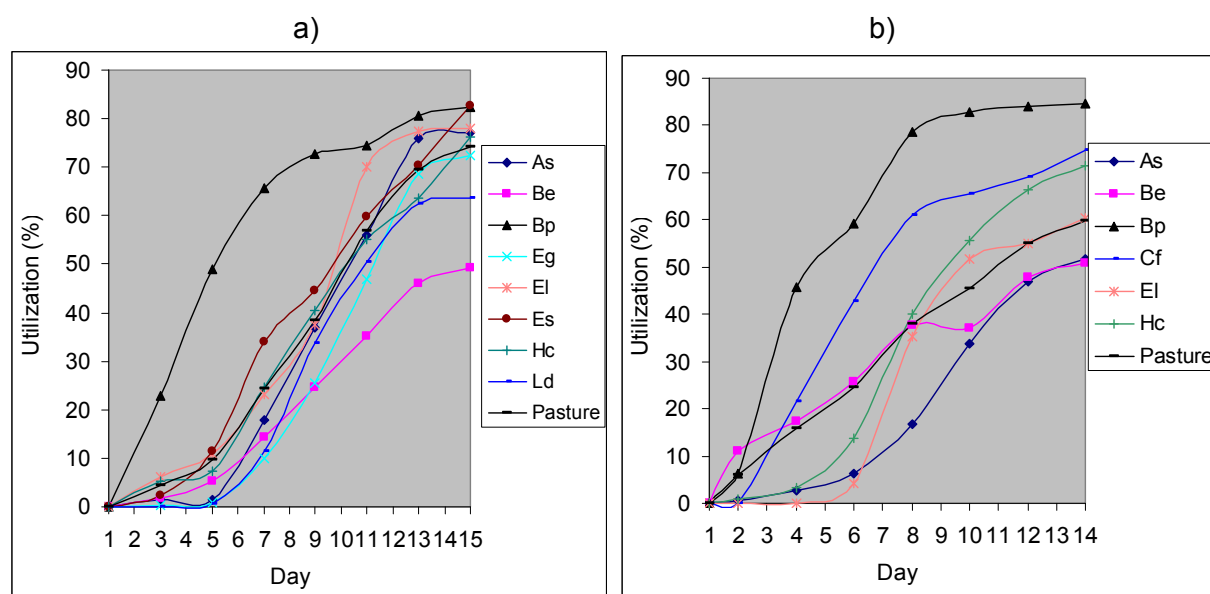 a)
90
80
70
60
50
40
30
20
10
0
Utilization (%)
1 2 3 4 5 6 7 8 9 10 11 12 13 14 15
Day
As
Be
Bp
Eg
El
Es
Hc
Ld
Pasture
b)
90
80
70
60
50
40
30
20
10
0
Utilization (%)
1 2 3 4 5 6 7 8 9 10 11 12 13 14
Day
As
Be
Bp
Cf
El
Hc
Pasture